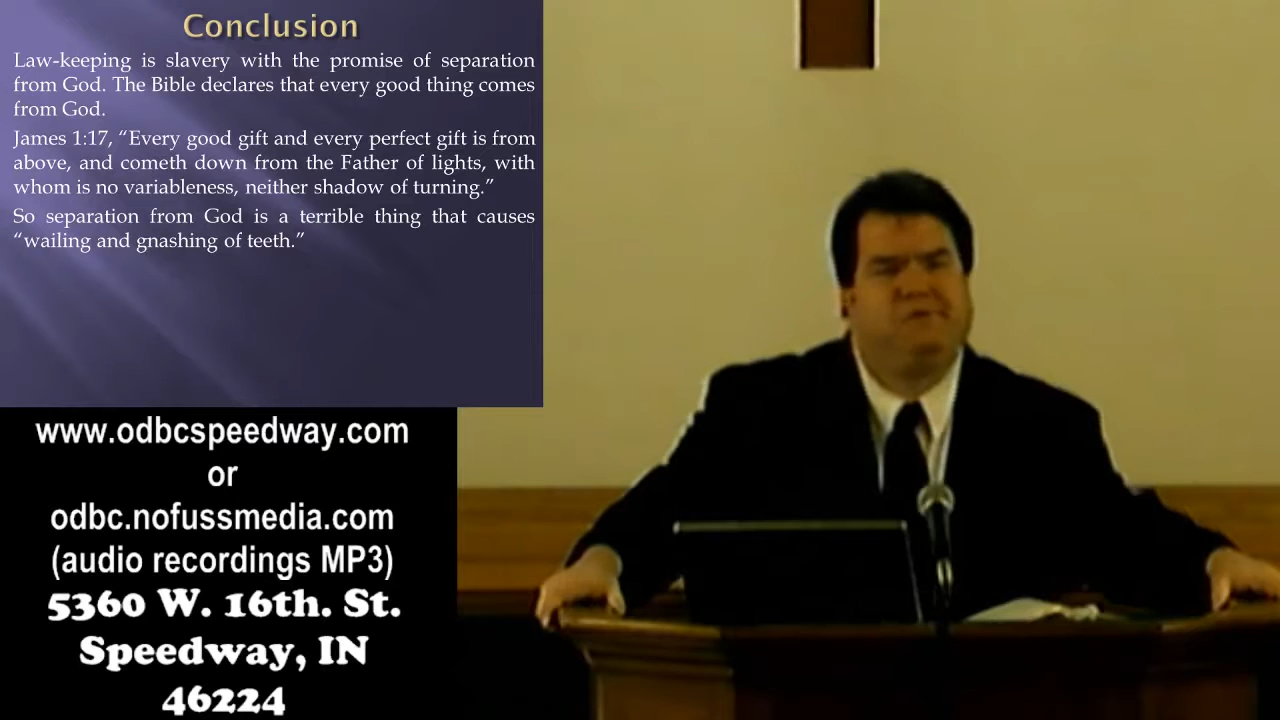 Conclusion
Law-keeping is slavery with the promise of separation
from God. The Bible declares that every good thing comes
from God.
James 1:17, “Every good gift and every perfect gift is from
above, and cometh down from the Father of lights, with
whom is no variableness, neither shadow of turning.”
So separation from God is a terrible thing that causes
“wailing and gnashing of teeth.”
www.odbcspeedway.com
or
odbc.nofussmedia.com
(audio recordings MP3)
5360 W. 16th. St.
Speedway, IN
46224